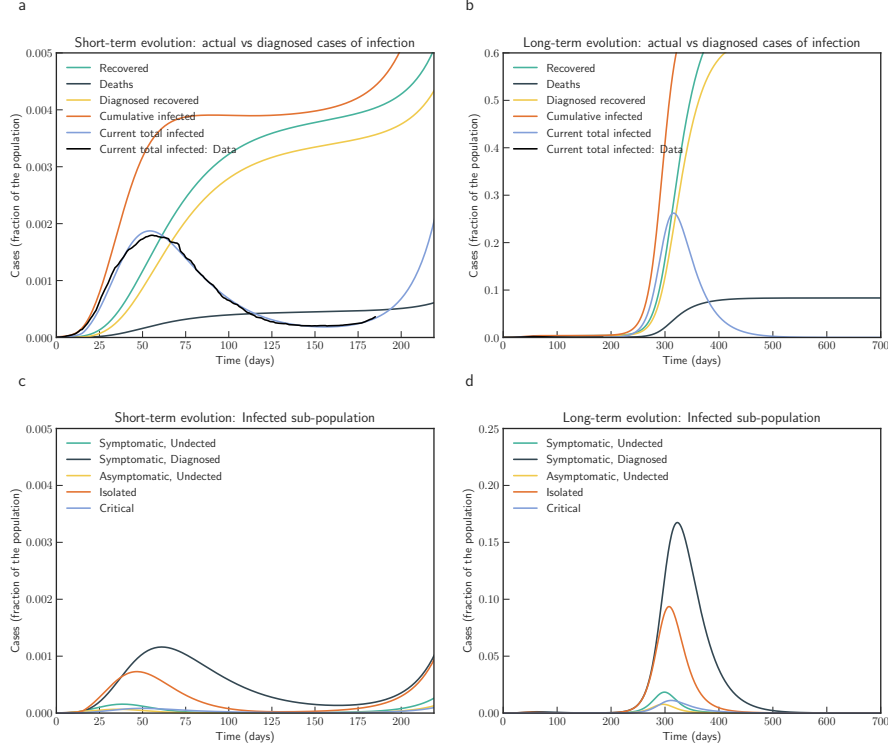 a
Short-term evolution: actual vs diagnosed cases of infection
0.005
0.004
0.003
0.002
0.001
0.000
Cases (fraction of the population)
Recovered
Deaths
Diagnosed recovered
Cumulative infected
Current total infected
Current total infected: Data
0 25 50 75 100 125 150 175 200
Time (days)
b
Long-term evolution: actual vs diagnosed cases of infection
0.6
0.5
0.4
0.3
0.2
0.1
0.0
Cases (fraction of the population)
Recovered
Deaths
Diagnosed recovered
Cumulative infected
Current total infected
Current total infected: Data
0 100 200 300 400 500 600 700
Time (days)
c
Short-term evolution: Infected sub-population
0.005
0.004
0.003
0.002
0.001
0.000
Cases (fraction of the population)
Symptomatic, Undected
Symptomatic, Diagnosed
Asymptomatic, Undected
Isolated
Critical
0 25 50 75 100 125 150 175 200
Time (days)
d
Long-term evolution: Infected sub-population
0.25
0.20
0.15
0.10
0.05
0.00
Cases (fraction of the population)
Symptomatic, Undected
Symptomatic, Diagnosed
Asymptomatic, Undected
Isolated
Critical
0 100 200 300 400 500 600 700
Time (days)